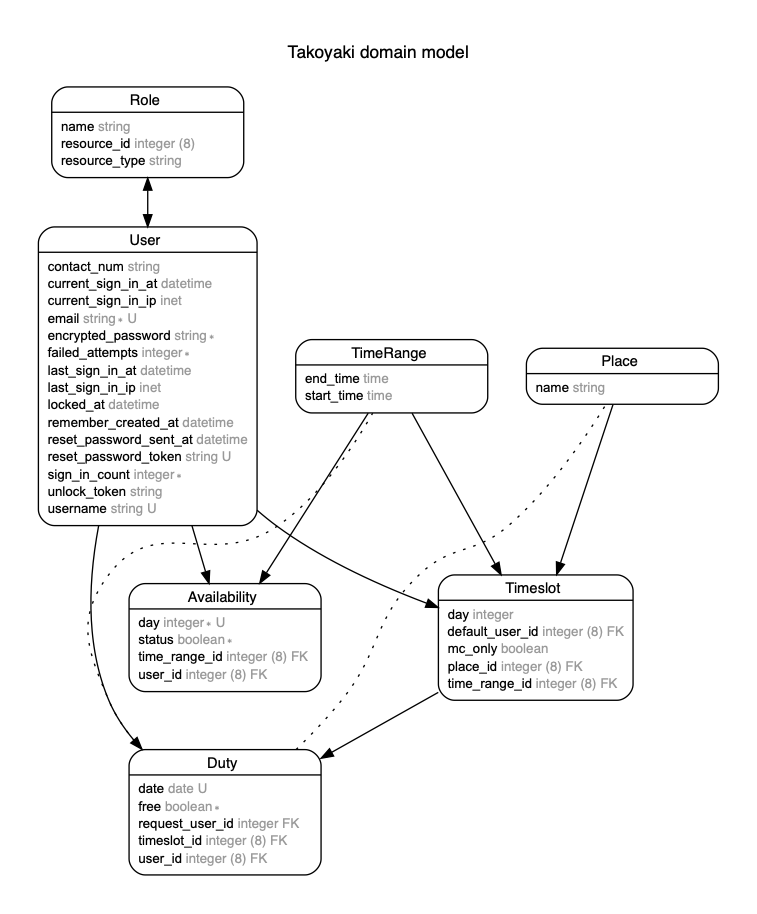 Takoyaki domain model
Role
name string
resource_id integer (8)
resource_type string
User
contact_num string
current_sign_in_at datetime
current_sign_in_ip inet
email string * U
encrypted_password string *
failed_attempts integer *
last_sign_in_at datetime
last_sign_in_ip inet
locked_at datetime
remember_created_at datetime
reset_password_sent_at datetime
reset_password_token string U
sign_in_count integer *
unlock_token string
username string U
TimeRange
end_time time
start_time time
Place
name string
Availability
day integer * U
status boolean *
time_range_id integer (8) FK
user_id integer (8) FK
Timeslot
day integer
default_user_id integer (8) FK
mc_only boolean
place_id integer (8) FK
time_range_id integer (8) FK
Duty
date date U
free boolean *
request_user_id integer FK
timeslot_id integer (8) FK
user_id integer (8) FK